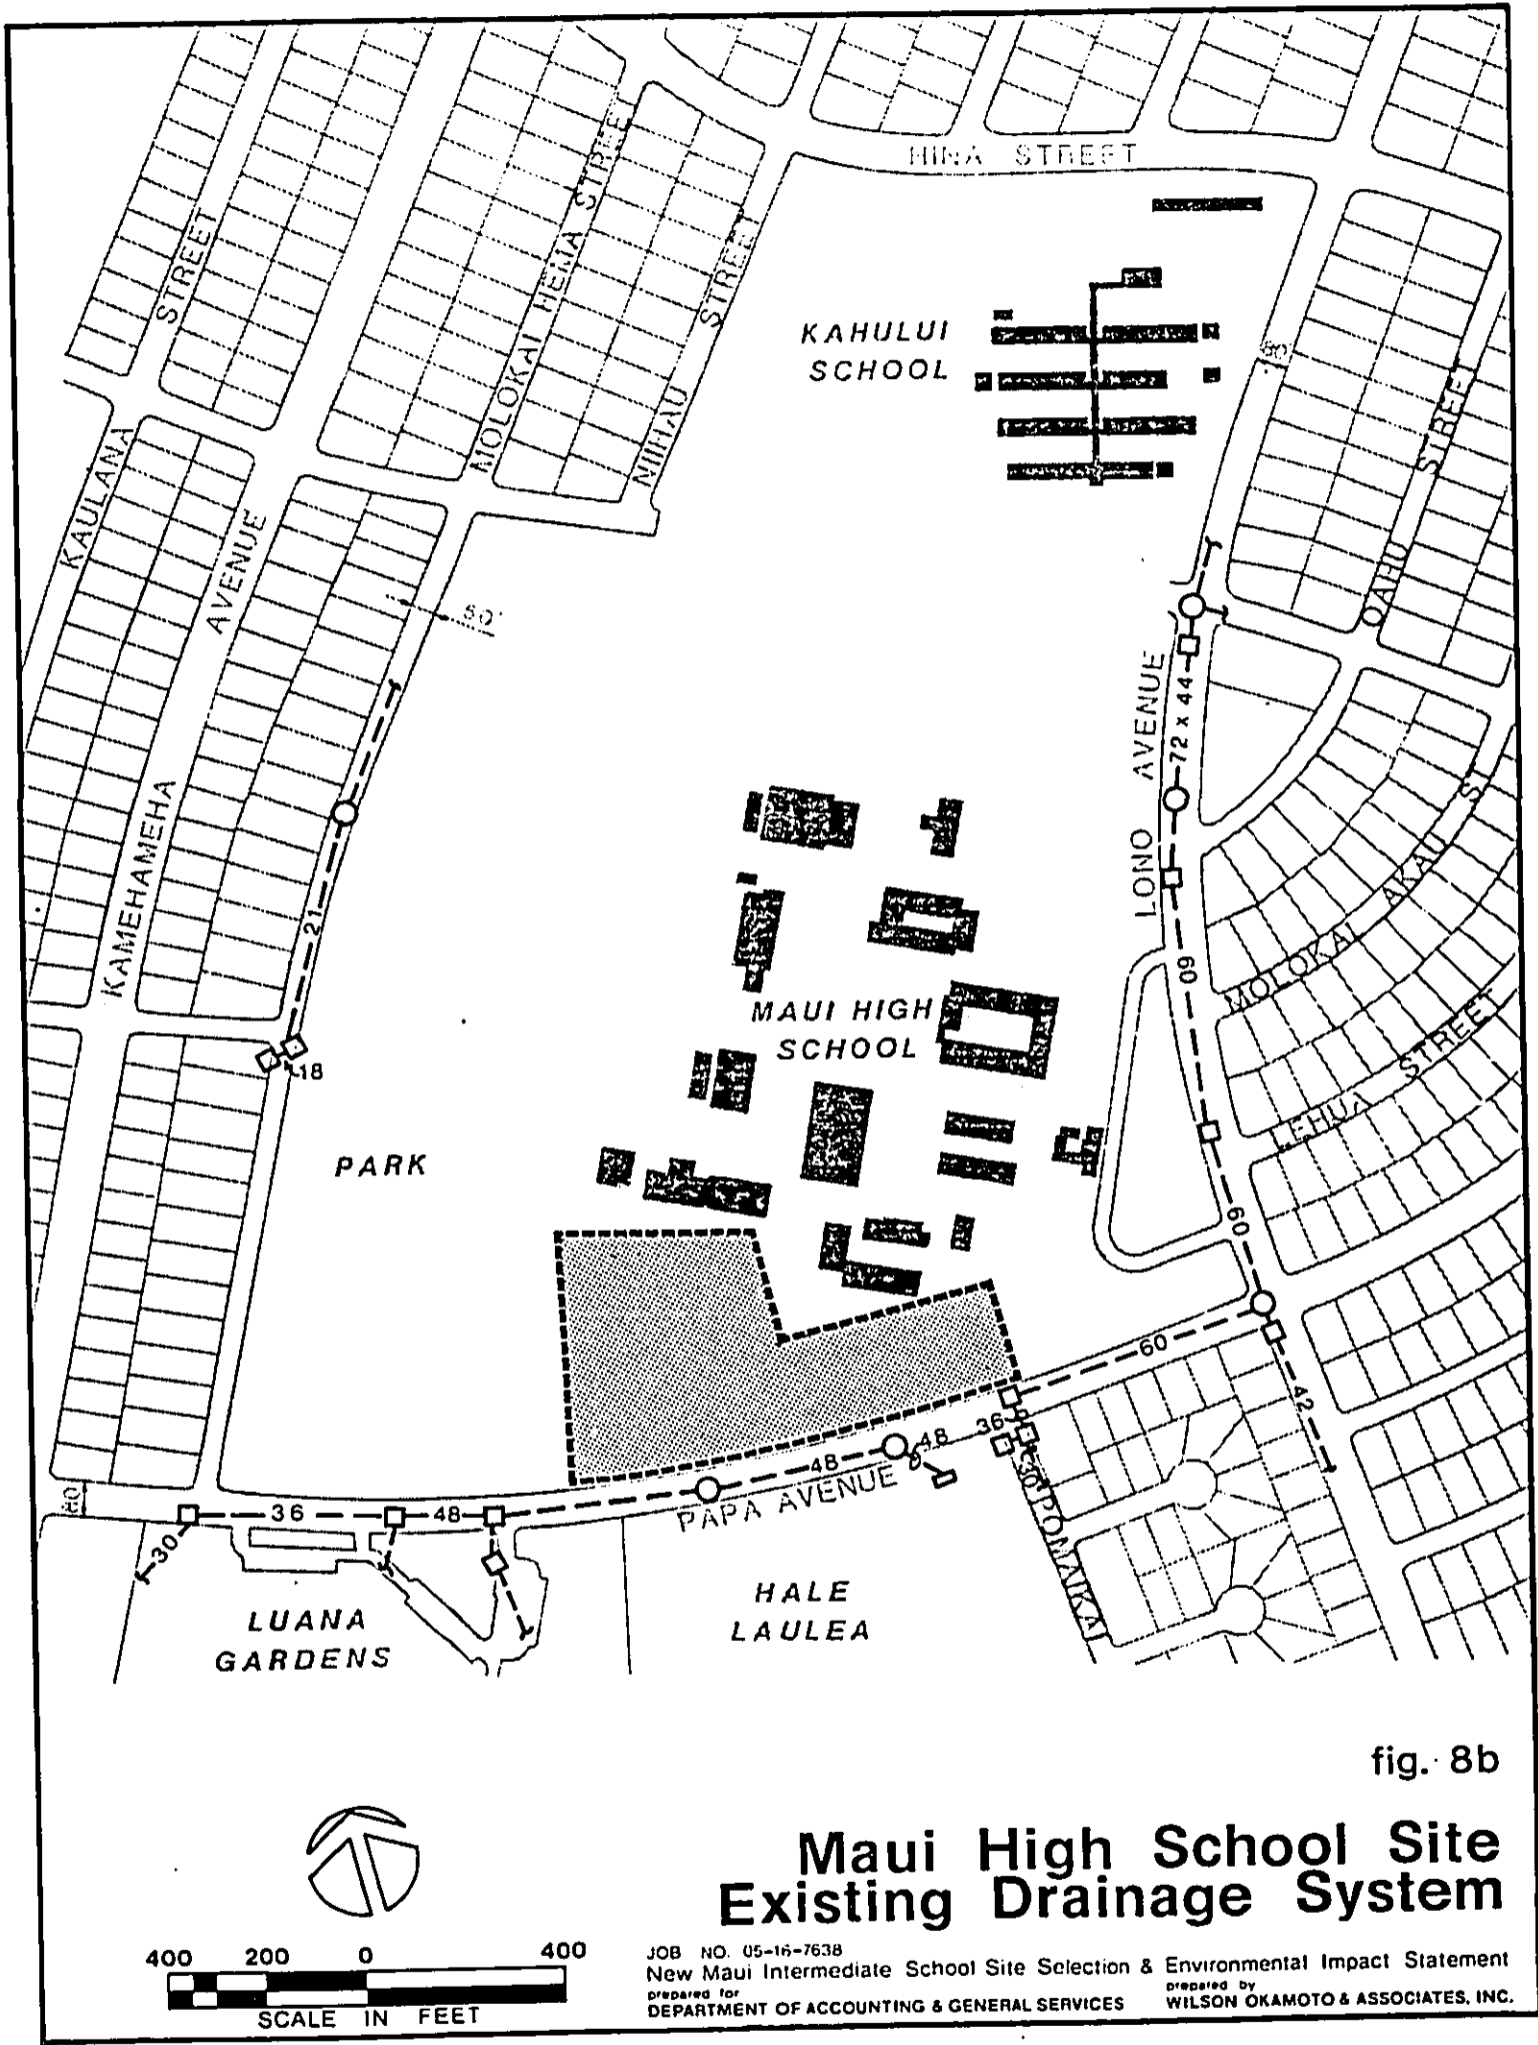 HINA STREET
STREET
MOLOKAI HEMA STREET
NIIHAU STREET
KAHULUI
SCHOOL
80'
OAHU STREET
KAULANA
AVENUE
50'
KAMEHAMEHA
21
18
LONO AVENUE
72 x 44
60
MOLOKAI AKAU ST.
LEHUA STREET
MAUI HIGH
SCHOOL
PARK
60
60
42
36
30
POMAIKAI
48
48
PAPA AVENUE
80'
36
48
30
LUANA
GARDENS
HALE
LAULEA
fig. 8b
Maui High School Site
Existing Drainage System
400 200 0 400
SCALE IN FEET
JOB NO. 05-16-7638
New Maui Intermediate School Site Selection & Environmental Impact Statement
prepared for
DEPARTMENT OF ACCOUNTING & GENERAL SERVICES
prepared by
WILSON OKAMOTO & ASSOCIATES, INC.